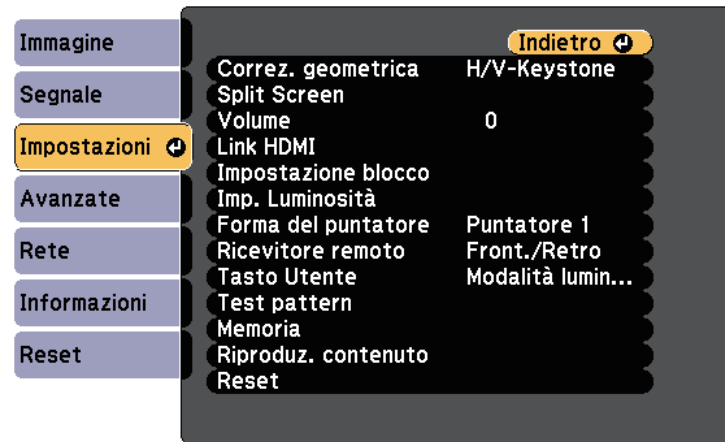 Immagine
Segnale
Impostazioni
Avanzate
Rete
Informazioni
Reset
Indietro
Correz. geometrica H/V-Keystone
Split Screen
Volume 0
Link HDMI
Impostazione blocco
Imp. Luminosità
Forma del puntatore Puntatore 1
Ricevitore remoto Front./Retro
Tasto Utente Modalità lumin...
Test pattern
Memoria
Riproduz. contenuto
Reset